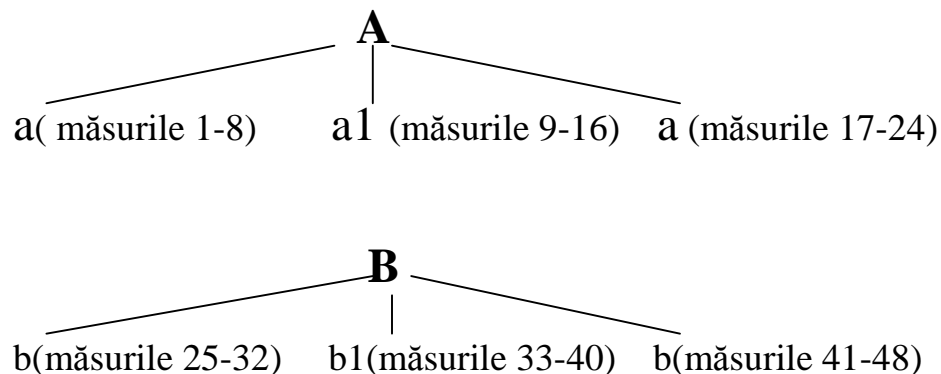 A
a( măsurile 1-8) a1 (măsurile 9-16) a (măsurile 17-24)
B
b(măsurile 25-32) b1(măsurile 33-40) b(măsurile 41-48)